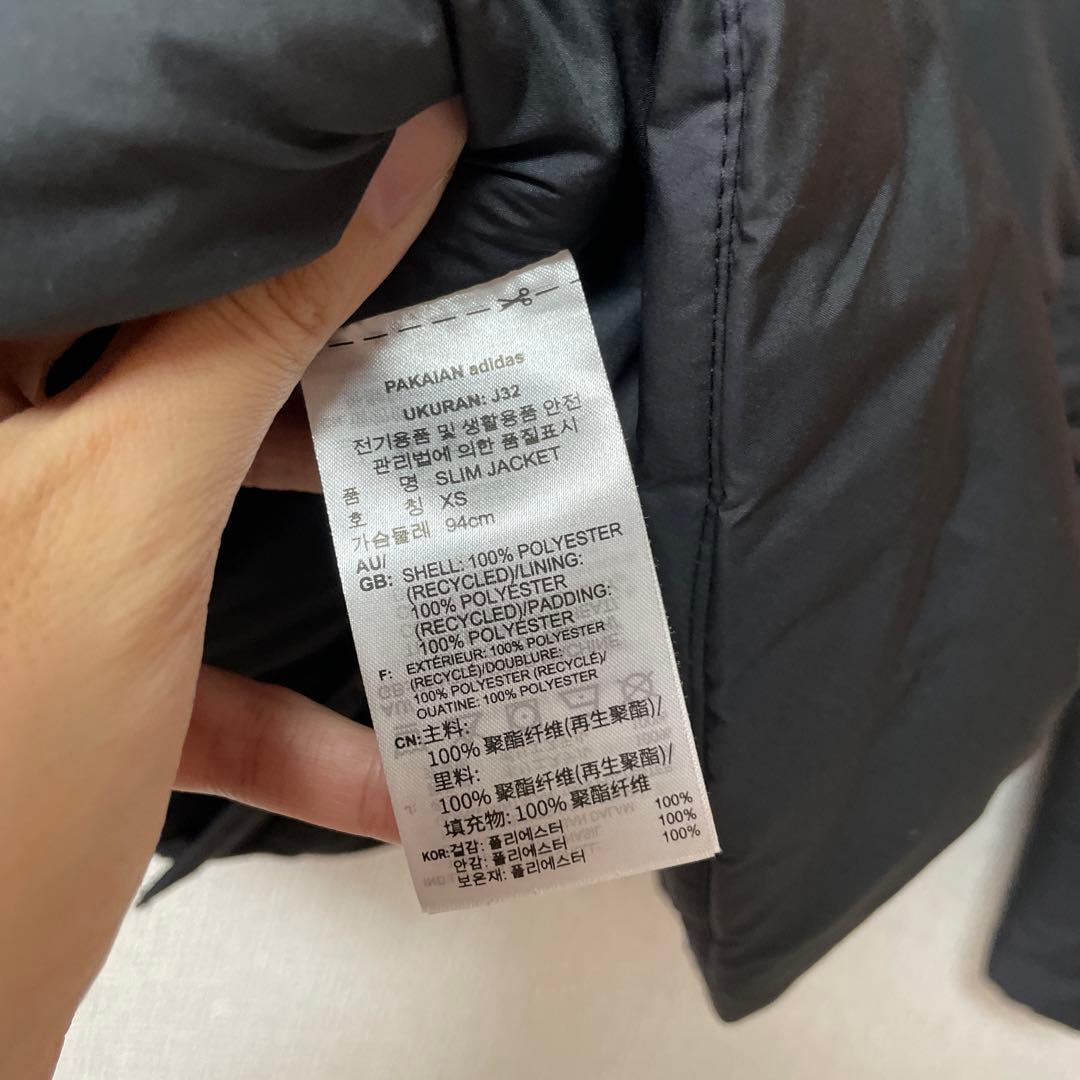 PAKAIAN adidas
UKURAN: J32
전기용품 및 생활용품 안전
관리법에 의한 품질표시
품 명 SLIM JACKET
호 칭 XS
가슴둘레 94cm
AU/
GB: SHELL: 100% POLYESTER
(RECYCLED)/LINING:
100% POLYESTER
(RECYCLED)/PADDING:
100% POLYESTER
F: EXTÉRIEUR: 100% POLYESTER
(RECYCLÉ)/DOUBLURE:
100% POLYESTER (RECYCLÉ)/
OUATINE: 100% POLYESTER
CN: 主料:
100% 聚酯纤维(再生聚酯)/
里料:
100% 聚酯纤维(再生聚酯)/
填充物: 100% 聚酯纤维
KOR: 겉감: 폴리에스터 100%
안감: 폴리에스터 100%
보온재: 폴리에스터 100%